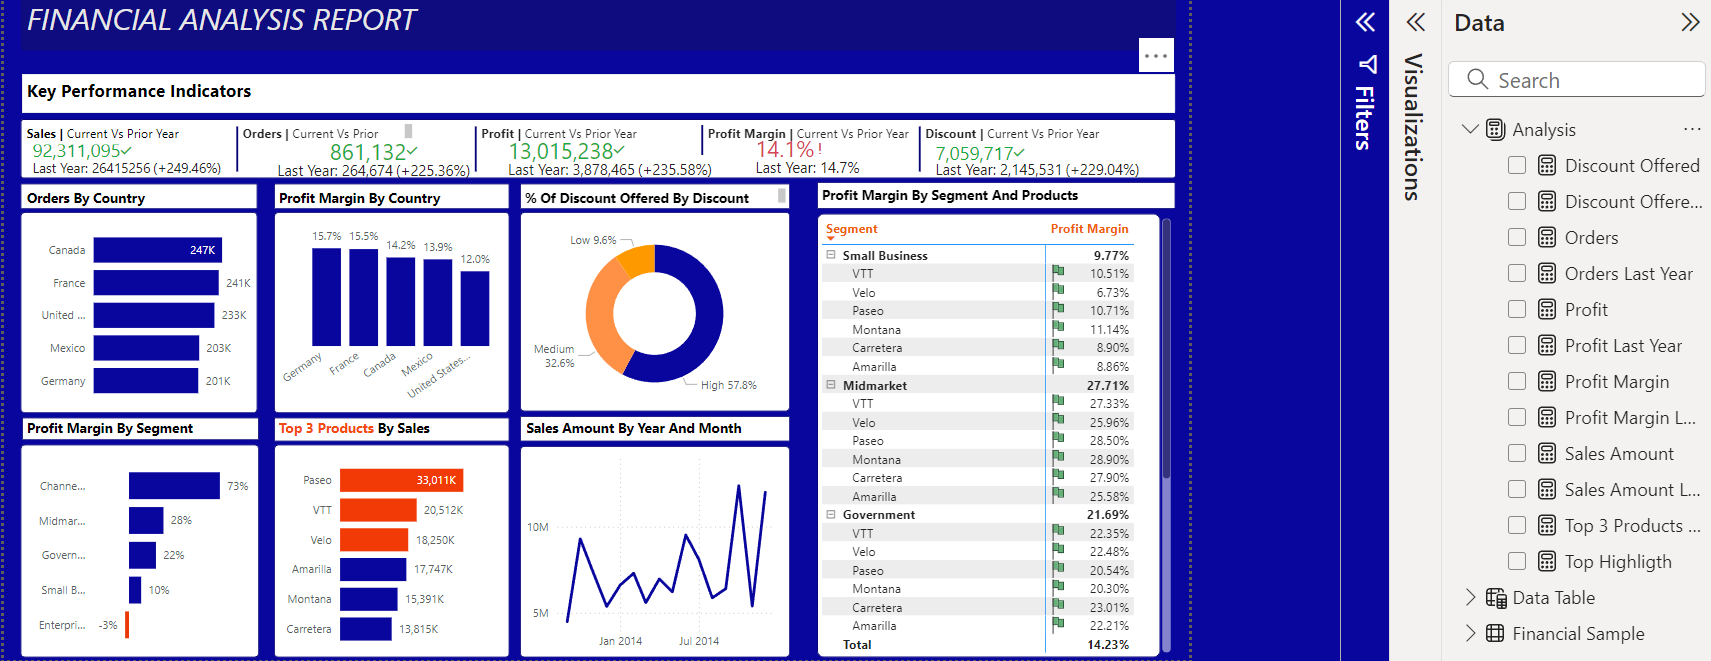 FINANCIAL ANALYSIS REPORT
...
Key Performance Indicators
Sales | Current Vs Prior Year
92,311,095✓
Last Year: 26415256 (+249.46%)
Orders | Current Vs Prior
861,132✓
Last Year: 264,674 (+225.36%)
Profit | Current Vs Prior Year
13,015,238✓
Last Year: 3,878,465 (+235.58%)
Profit Margin | Current Vs Prior Year
14.1%!
Last Year: 14.7%
Discount | Current Vs Prior Year
7,059,717✓
Last Year: 2,145,531 (+229.04%)
Orders By Country
Canada 247K
France 241K
United ... 233K
Mexico 203K
Germany 201K
Profit Margin By Country
15.7% 15.5% 14.2% 13.9% 12.0%
Germany France Canada Mexico United States...
% Of Discount Offered By Discount
Low 9.6%
Medium
32.6%
High 57.8%
Profit Margin By Segment And Products
Segment Profit Margin
Small Business 9.77%
VTT 10.51%
Velo 6.73%
Paseo 10.71%
Montana 11.14%
Carretera 8.90%
Amarilla 8.86%
Midmarket 27.71%
VTT 27.33%
Velo 25.96%
Paseo 28.50%
Montana 28.90%
Carretera 27.90%
Amarilla 25.58%
Government 21.69%
VTT 22.35%
Velo 22.48%
Paseo 20.54%
Montana 20.30%
Carretera 23.01%
Amarilla 22.21%
Total 14.23%
Profit Margin By Segment
Channe... 73%
Midmar... 28%
Govern... 22%
Small B... 10%
Enterpri... -3%
Top 3 Products By Sales
Paseo 33,011K
VTT 20,512K
Velo 18,250K
Amarilla 17,747K
Montana 15,391K
Carretera 13,815K
Sales Amount By Year And Month
10M
5M
Jan 2014 Jul 2014
Filters
Visualizations
Data
Search
Analysis ...
Discount Offered
Discount Offere...
Orders
Orders Last Year
Profit
Profit Last Year
Profit Margin
Profit Margin L...
Sales Amount
Sales Amount L...
Top 3 Products ...
Top Highligth
Data Table
Financial Sample